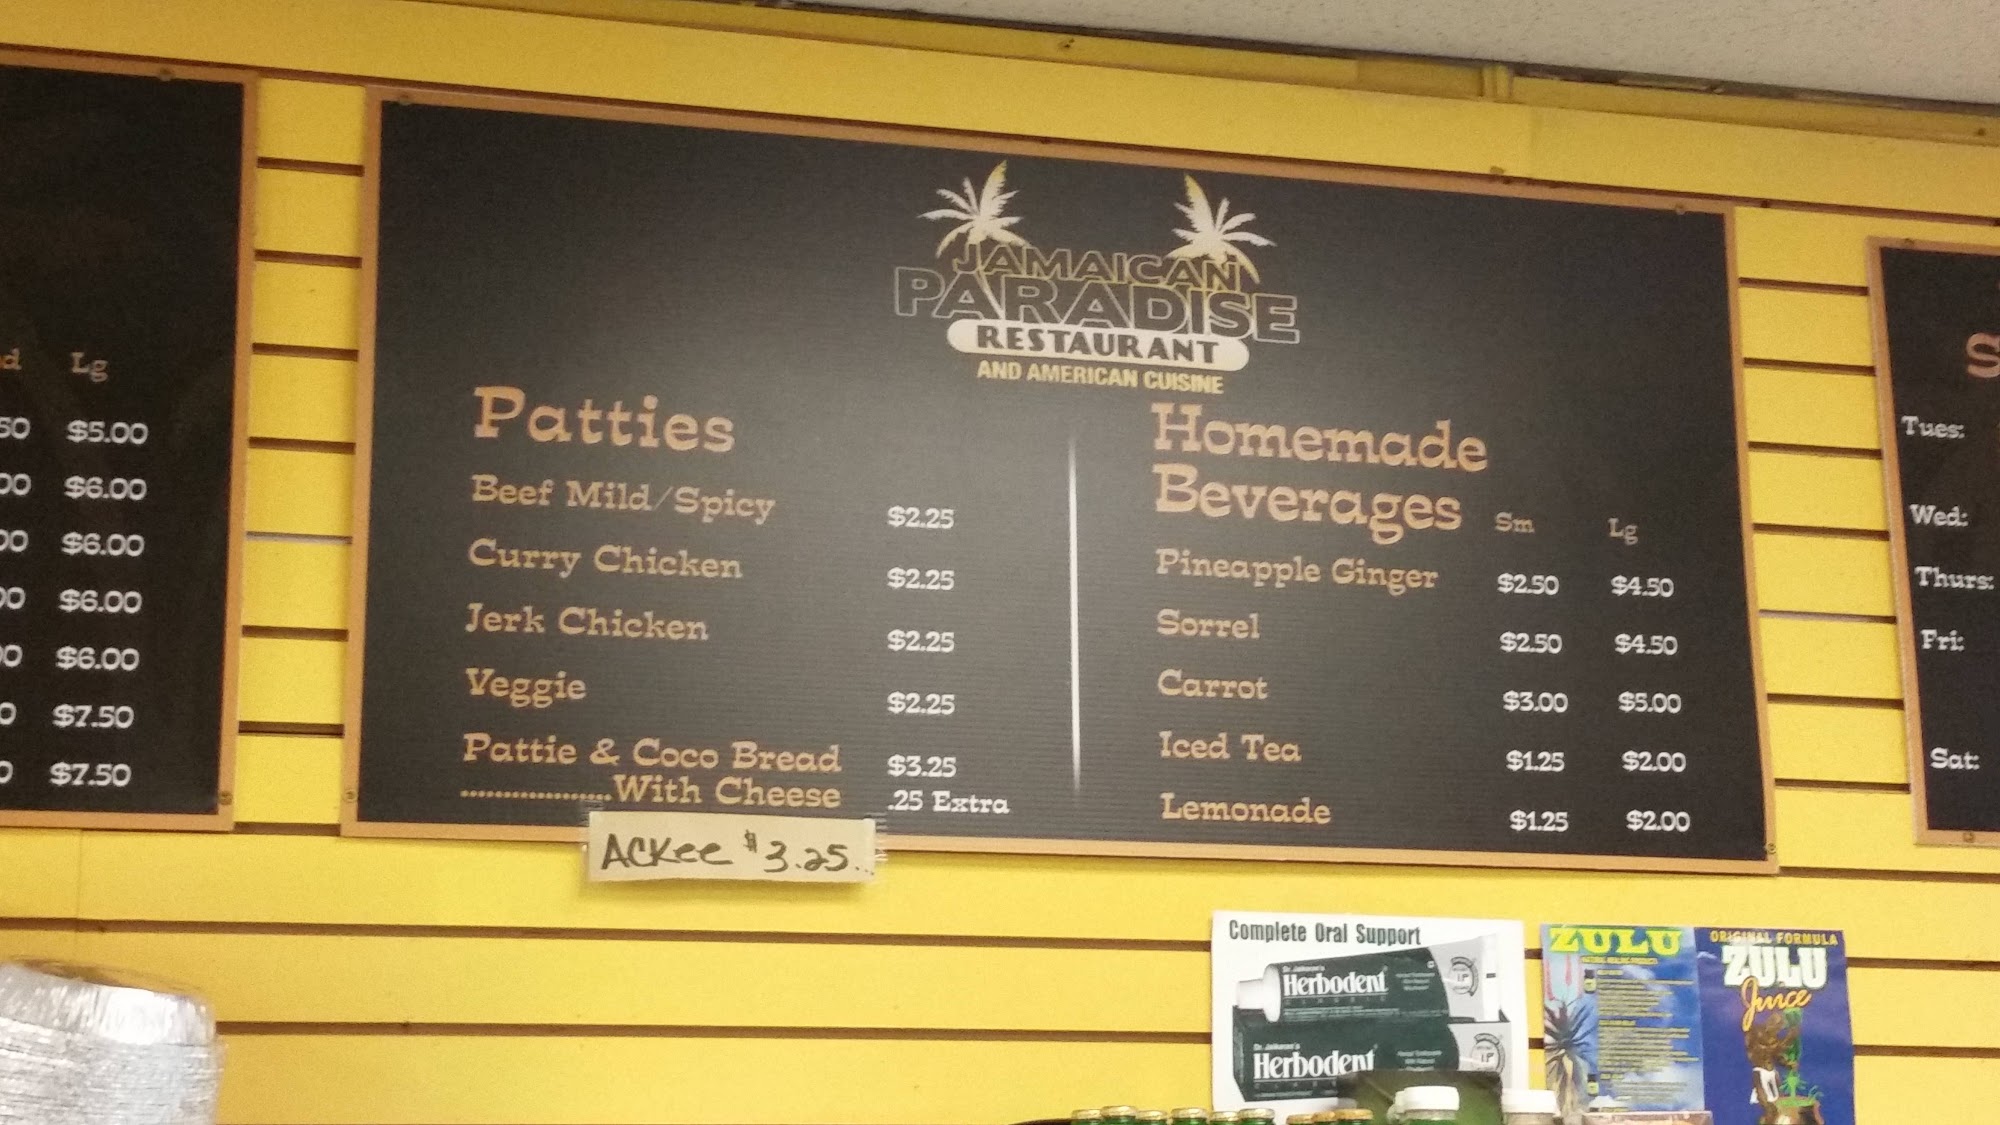 Lg
$5.00
$6.00
$6.00
$6.00
$6.00
$7.50
$7.50
JAMAICAN
PARADISE
RESTAURANT
AND AMERICAN CUISINE
Patties
Beef Mild/Spicy $2.25
Curry Chicken $2.25
Jerk Chicken $2.25
Veggie $2.25
Pattie & Coco Bread $3.25
..................With Cheese .25 Extra
ACKee $3.25
Homemade
Beverages Sm Lg
Pineapple Ginger $2.50 $4.50
Sorrel $2.50 $4.50
Carrot $3.00 $5.00
Iced Tea $1.25 $2.00
Lemonade $1.25 $2.00
Tues:
Wed:
Thurs:
Fri:
Sat:
Complete Oral Support
Herbodent
CLASSIC
Herbodent
ZULU
ORIGINAL FORMULA
ZULU
Juice